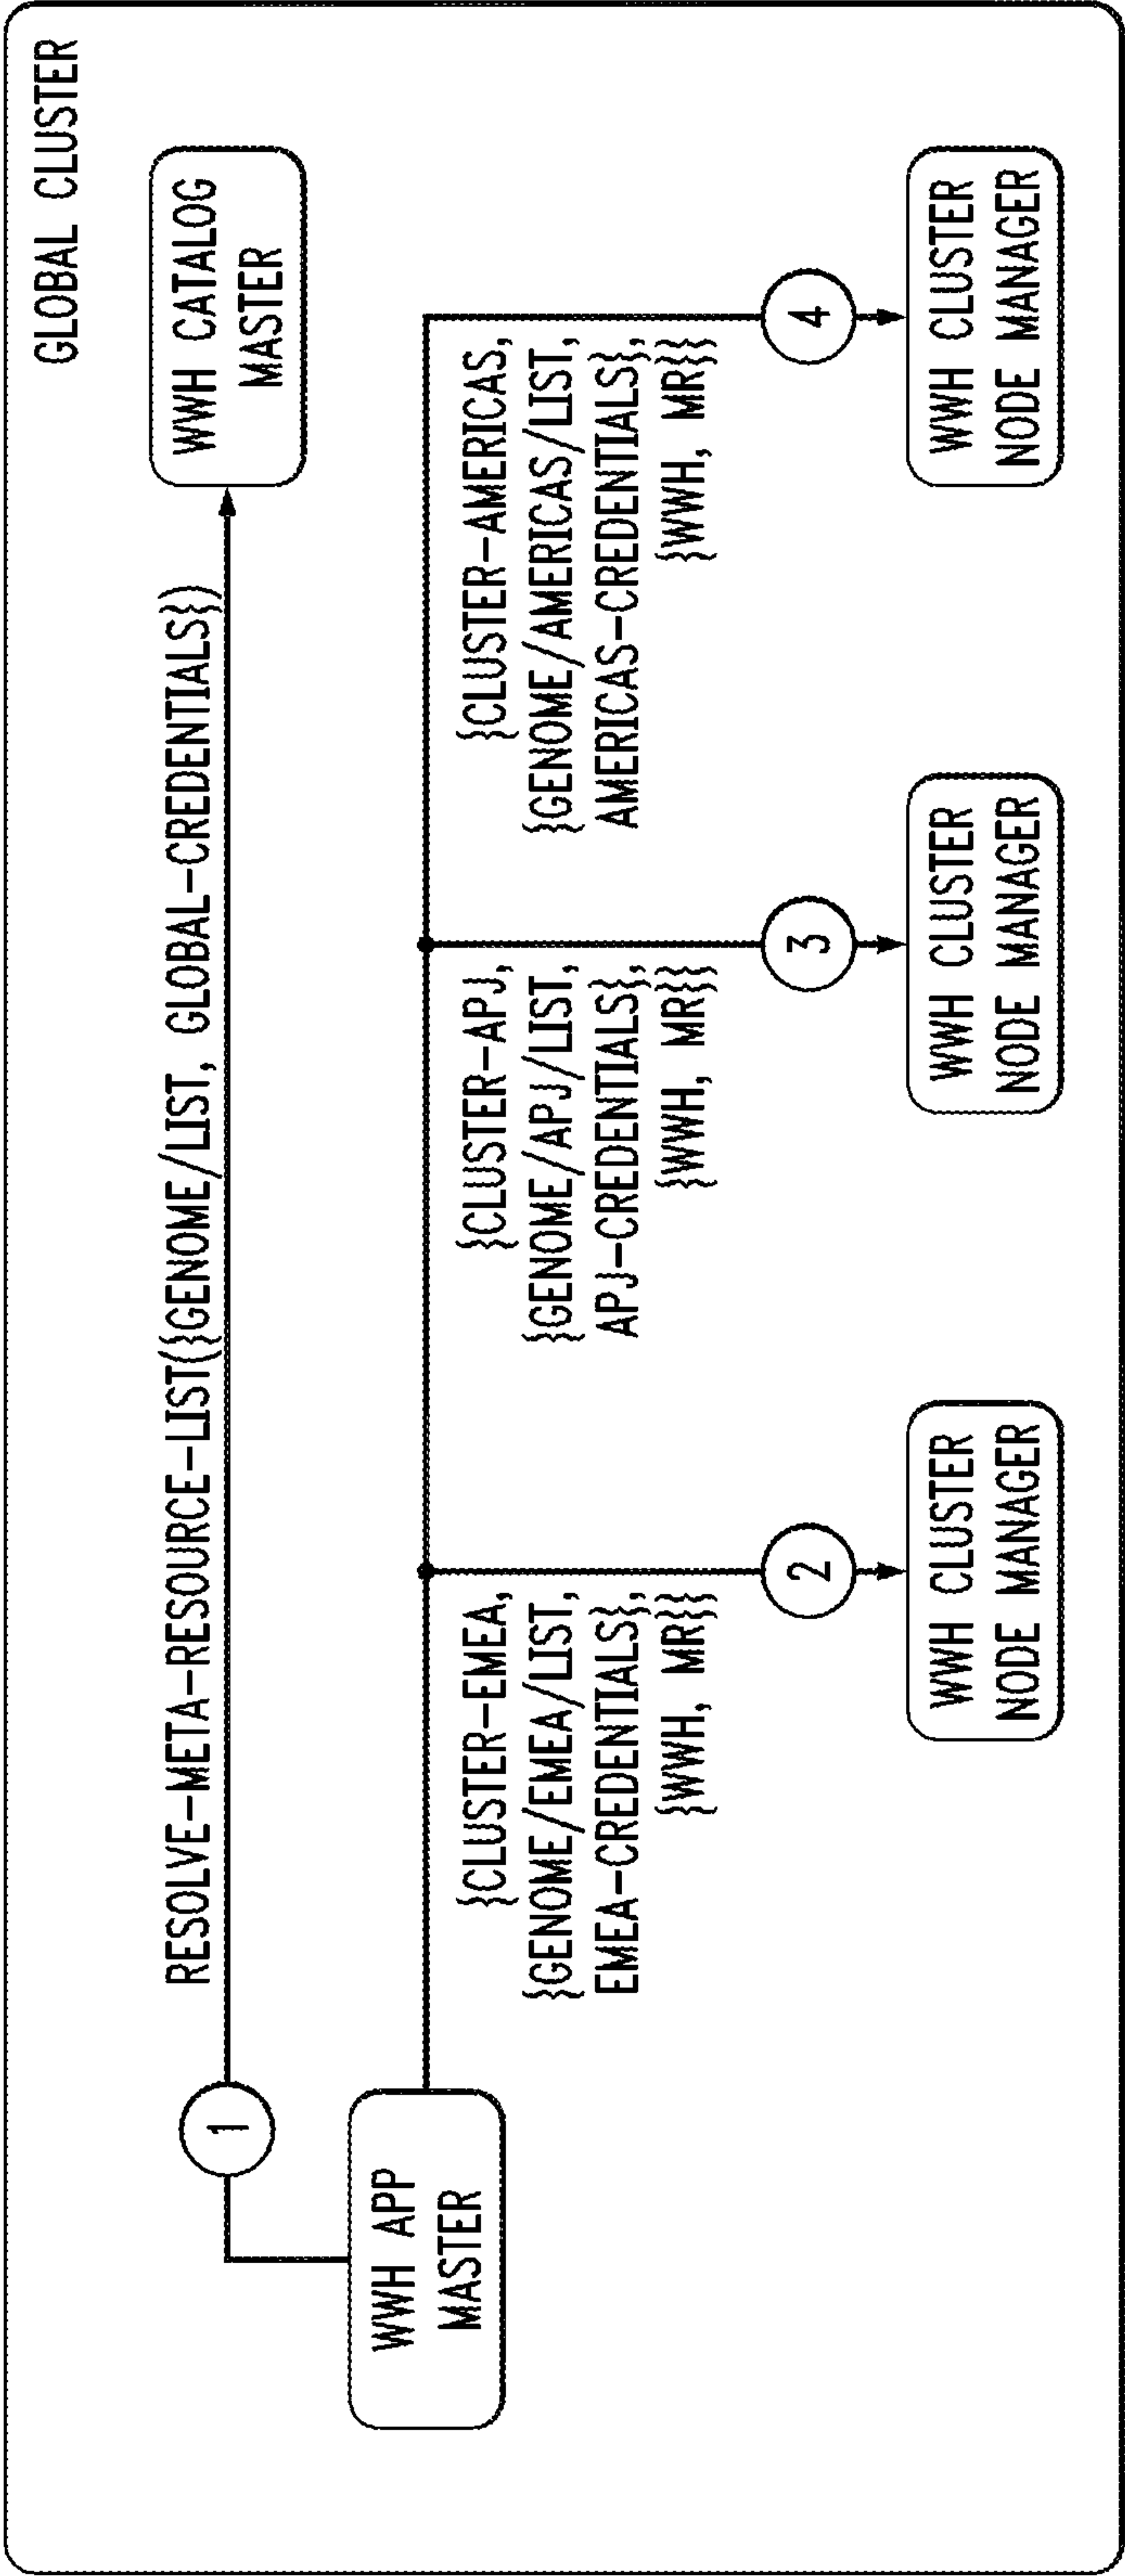 GLOBAL CLUSTER
WWH CATALOG
MASTER
RESOLVE-META-RESOURCE-LIST({GENOME/LIST, GLOBAL-CREDENTIALS})
1
WWH APP
MASTER
{CLUSTER-EMEA,
{GENOME/EMEA/LIST,
EMEA-CREDENTIALS},
{WWH, MR}}
2
WWH CLUSTER
NODE MANAGER
{CLUSTER-APJ,
{GENOME/APJ/LIST,
APJ-CREDENTIALS},
{WWH, MR}}
3
WWH CLUSTER
NODE MANAGER
{CLUSTER-AMERICAS,
{GENOME/AMERICAS/LIST,
AMERICAS-CREDENTIALS},
{WWH, MR}}
4
WWH CLUSTER
NODE MANAGER